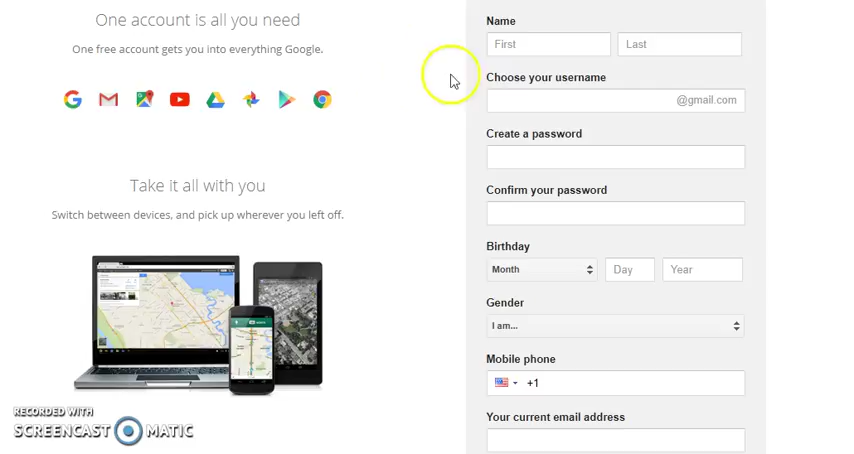 One account is all you need
One free account gets you into everything Google.
Take it all with you
Switch between devices, and pick up wherever you left off.
Name
First Last
Choose your username
@gmail.com
Create a password
Confirm your password
Birthday
Month Day Year
Gender
I am...
Mobile phone
+1
Your current email address
RECORDED WITH
SCREENCAST MATIC